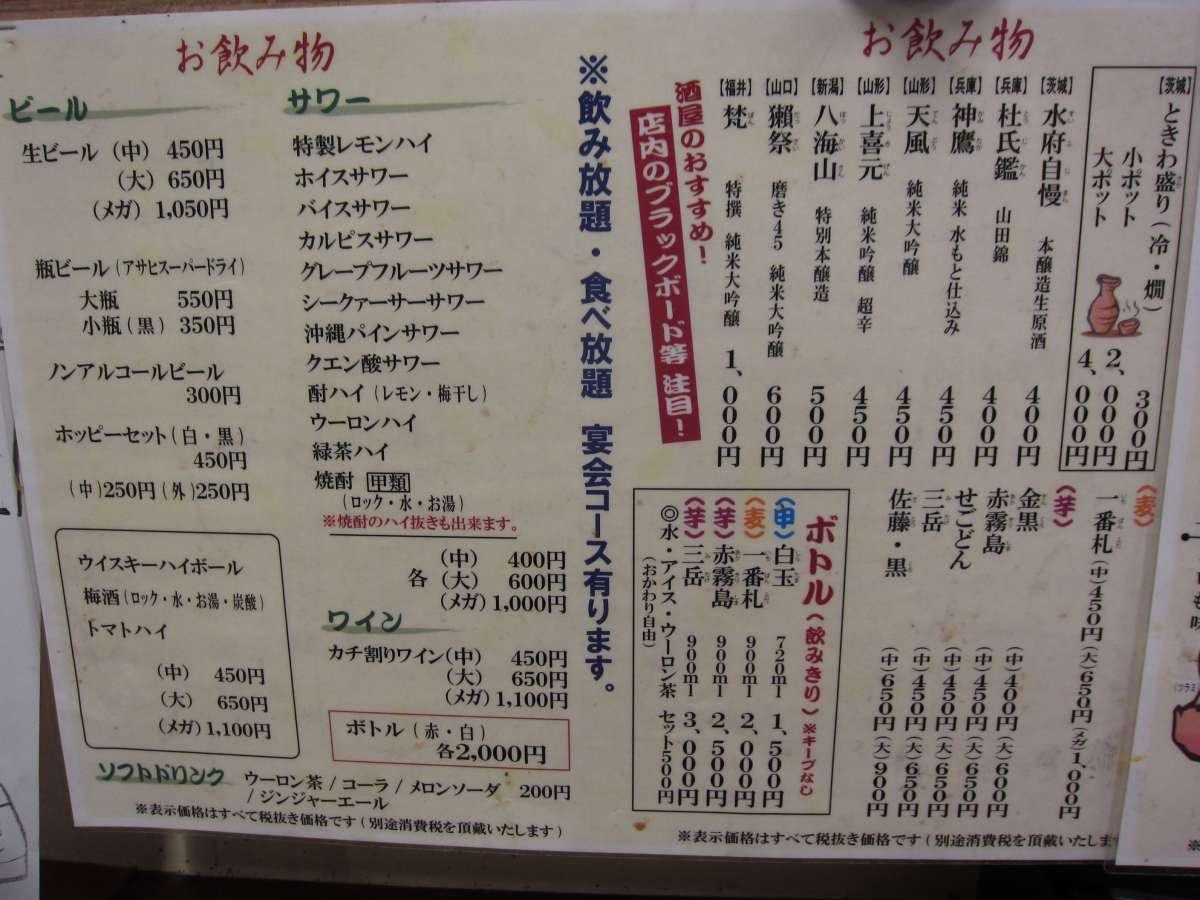 お飲み物
ビール
生ビール（中）450円
（大）650円
（メガ）1,050円
瓶ビール（アサヒスーパードライ）
大瓶 550円
小瓶（黒）350円
ノンアルコールビール
300円
ホッピーセット（白・黒）
450円
（中）250円（外）250円
ウイスキーハイボール
梅酒（ロック・水・お湯・炭酸）
トマトハイ
（中）450円
（大）650円
（メガ）1,100円
サワー
特製レモンハイ
ホイスサワー
バイスサワー
カルピスサワー
グレープフルーツサワー
シークァーサーサワー
沖縄パインサワー
クエン酸サワー
酎ハイ（レモン・梅干し）
ウーロンハイ
緑茶ハイ
焼酎 甲類
（ロック・水・お湯）
※焼酎のハイ抜きも出来ます。
（中）400円
各（大）600円
（メガ）1,000円
ワイン
カチ割りワイン（中）450円
（大）650円
（メガ）1,100円
ボトル（赤・白）
各2,000円
ソフトドリンク
ウーロン茶 / コーラ / メロンソーダ 200円
/ ジンジャーエール
※表示価格はすべて税抜き価格です（別途消費税を頂戴いたします）
※飲み放題・食べ放題 宴会コース有ります。
お飲み物
【茨城】ときわ盛り（冷・燗）300円
小ポット 2,000円
大ポット 4,000円
【茨城】水府自慢 本醸造生原酒 400円
【兵庫】杜氏鑑 山田錦 400円
【兵庫】神鷹 純米 水もと仕込み 450円
【山形】天風 純米大吟醸 450円
【山形】上喜元 純米吟醸 超辛 450円
【新潟】八海山 特別本醸造 500円
【山口】獺祭 磨き45 純米大吟醸 600円
【福井】梵 特撰 純米大吟醸 1,000円
酒屋のおすすめ！
店内のブラックボード等 注目！
〈麦〉
一番札（中）450円（大）650円（メガ）1,000円
〈芋〉
金黒（中）400円（大）600円
赤霧島（中）450円（大）650円
せごどん（中）450円（大）650円
三岳（中）450円（大）650円
佐藤・黒（中）650円（大）900円
ボトル（飲みきり）※キープなし
〈甲〉白玉 720ml 1,500円
〈麦〉一番札 900ml 2,000円
〈芋〉赤霧島 900ml 2,500円
〈芋〉三岳 900ml 3,000円
◎水・アイス・ウーロン茶 セット500円
（おかわり自由）
※表示価格はすべて税抜き価格です（別途消費税を頂戴いたしま